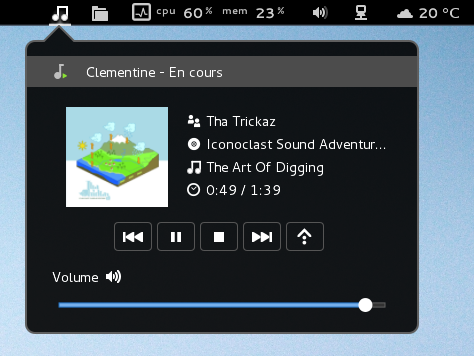 cpu 60 % mem 23 % 20 °C
Clementine - En cours
Tha Trickaz
Iconoclast Sound Adventur...
The Art Of Digging
0:49 / 1:39
Volume